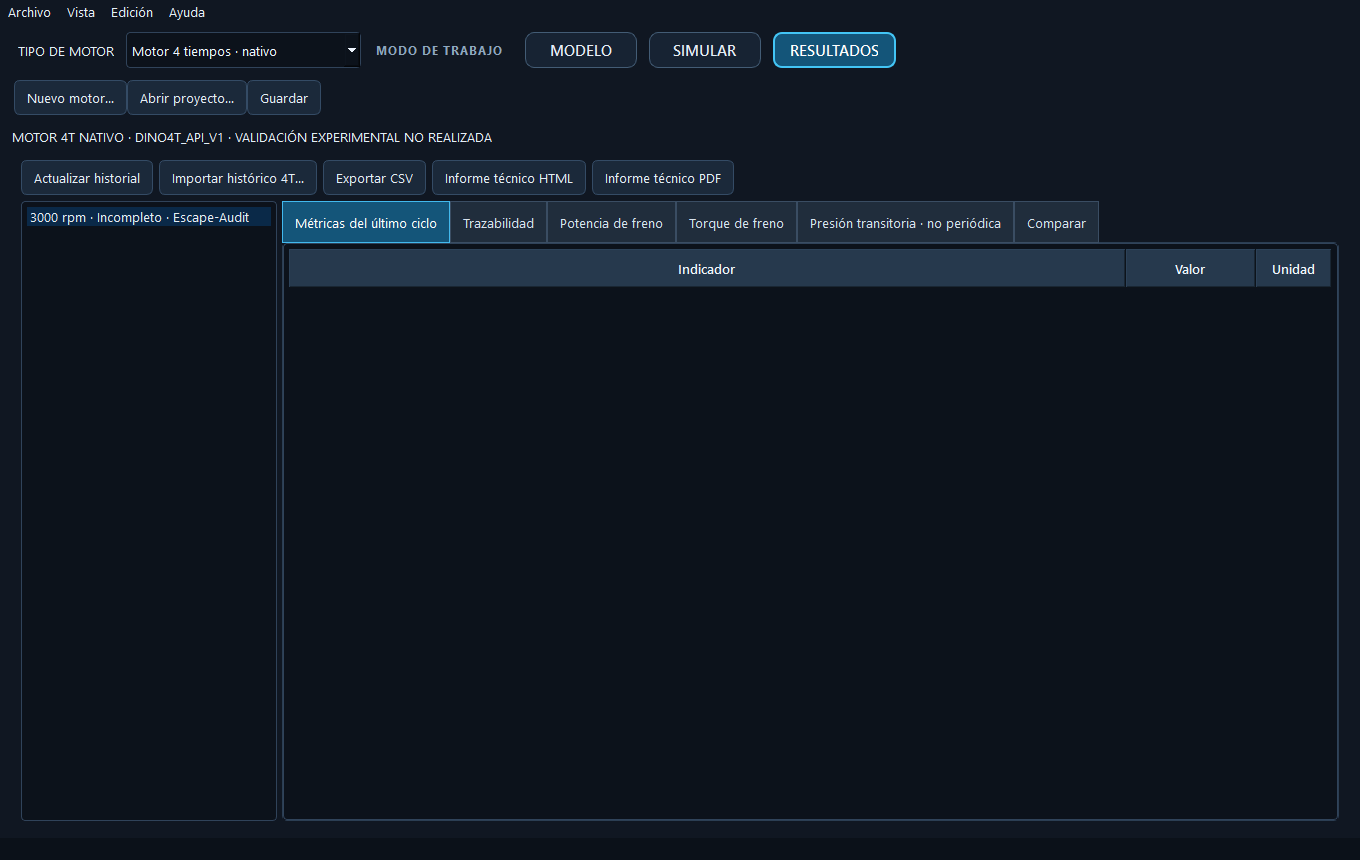 Archivo Vista Edición Ayuda
TIPO DE MOTOR Motor 4 tiempos · nativo MODO DE TRABAJO MODELO SIMULAR RESULTADOS
Nuevo motor... Abrir proyecto... Guardar
MOTOR 4T NATIVO · DINO4T_API_V1 · VALIDACIÓN EXPERIMENTAL NO REALIZADA
Actualizar historial Importar histórico 4T... Exportar CSV Informe técnico HTML Informe técnico PDF
3000 rpm · Incompleto · Escape-Audit
Métricas del último ciclo Trazabilidad Potencia de freno Torque de freno Presión transitoria · no periódica Comparar
Indicador Valor Unidad